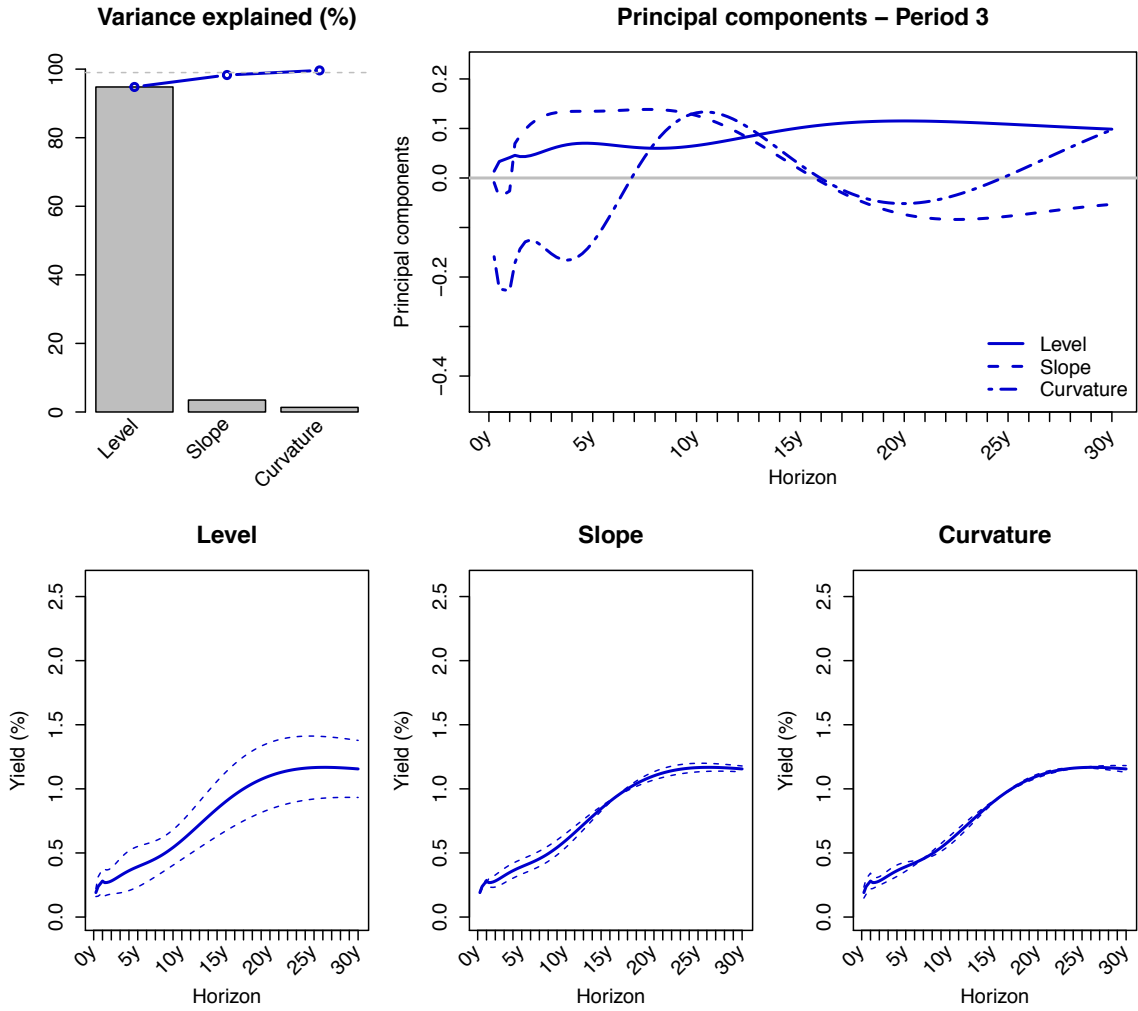 Variance explained (%)
100
80
60
40
20
0
Level
Slope
Curvature
Principal components – Period 3
Principal components
0.2
0.1
0.0
−0.2
−0.4
Level
Slope
Curvature
0y
5y
10y
15y
20y
25y
30y
Horizon
Level
Yield (%)
2.5
2.0
1.5
1.0
0.5
0.0
0y
5y
10y
15y
20y
25y
30y
Horizon
Slope
Yield (%)
2.5
2.0
1.5
1.0
0.5
0.0
0y
5y
10y
15y
20y
25y
30y
Horizon
Curvature
Yield (%)
2.5
2.0
1.5
1.0
0.5
0.0
0y
5y
10y
15y
20y
25y
30y
Horizon